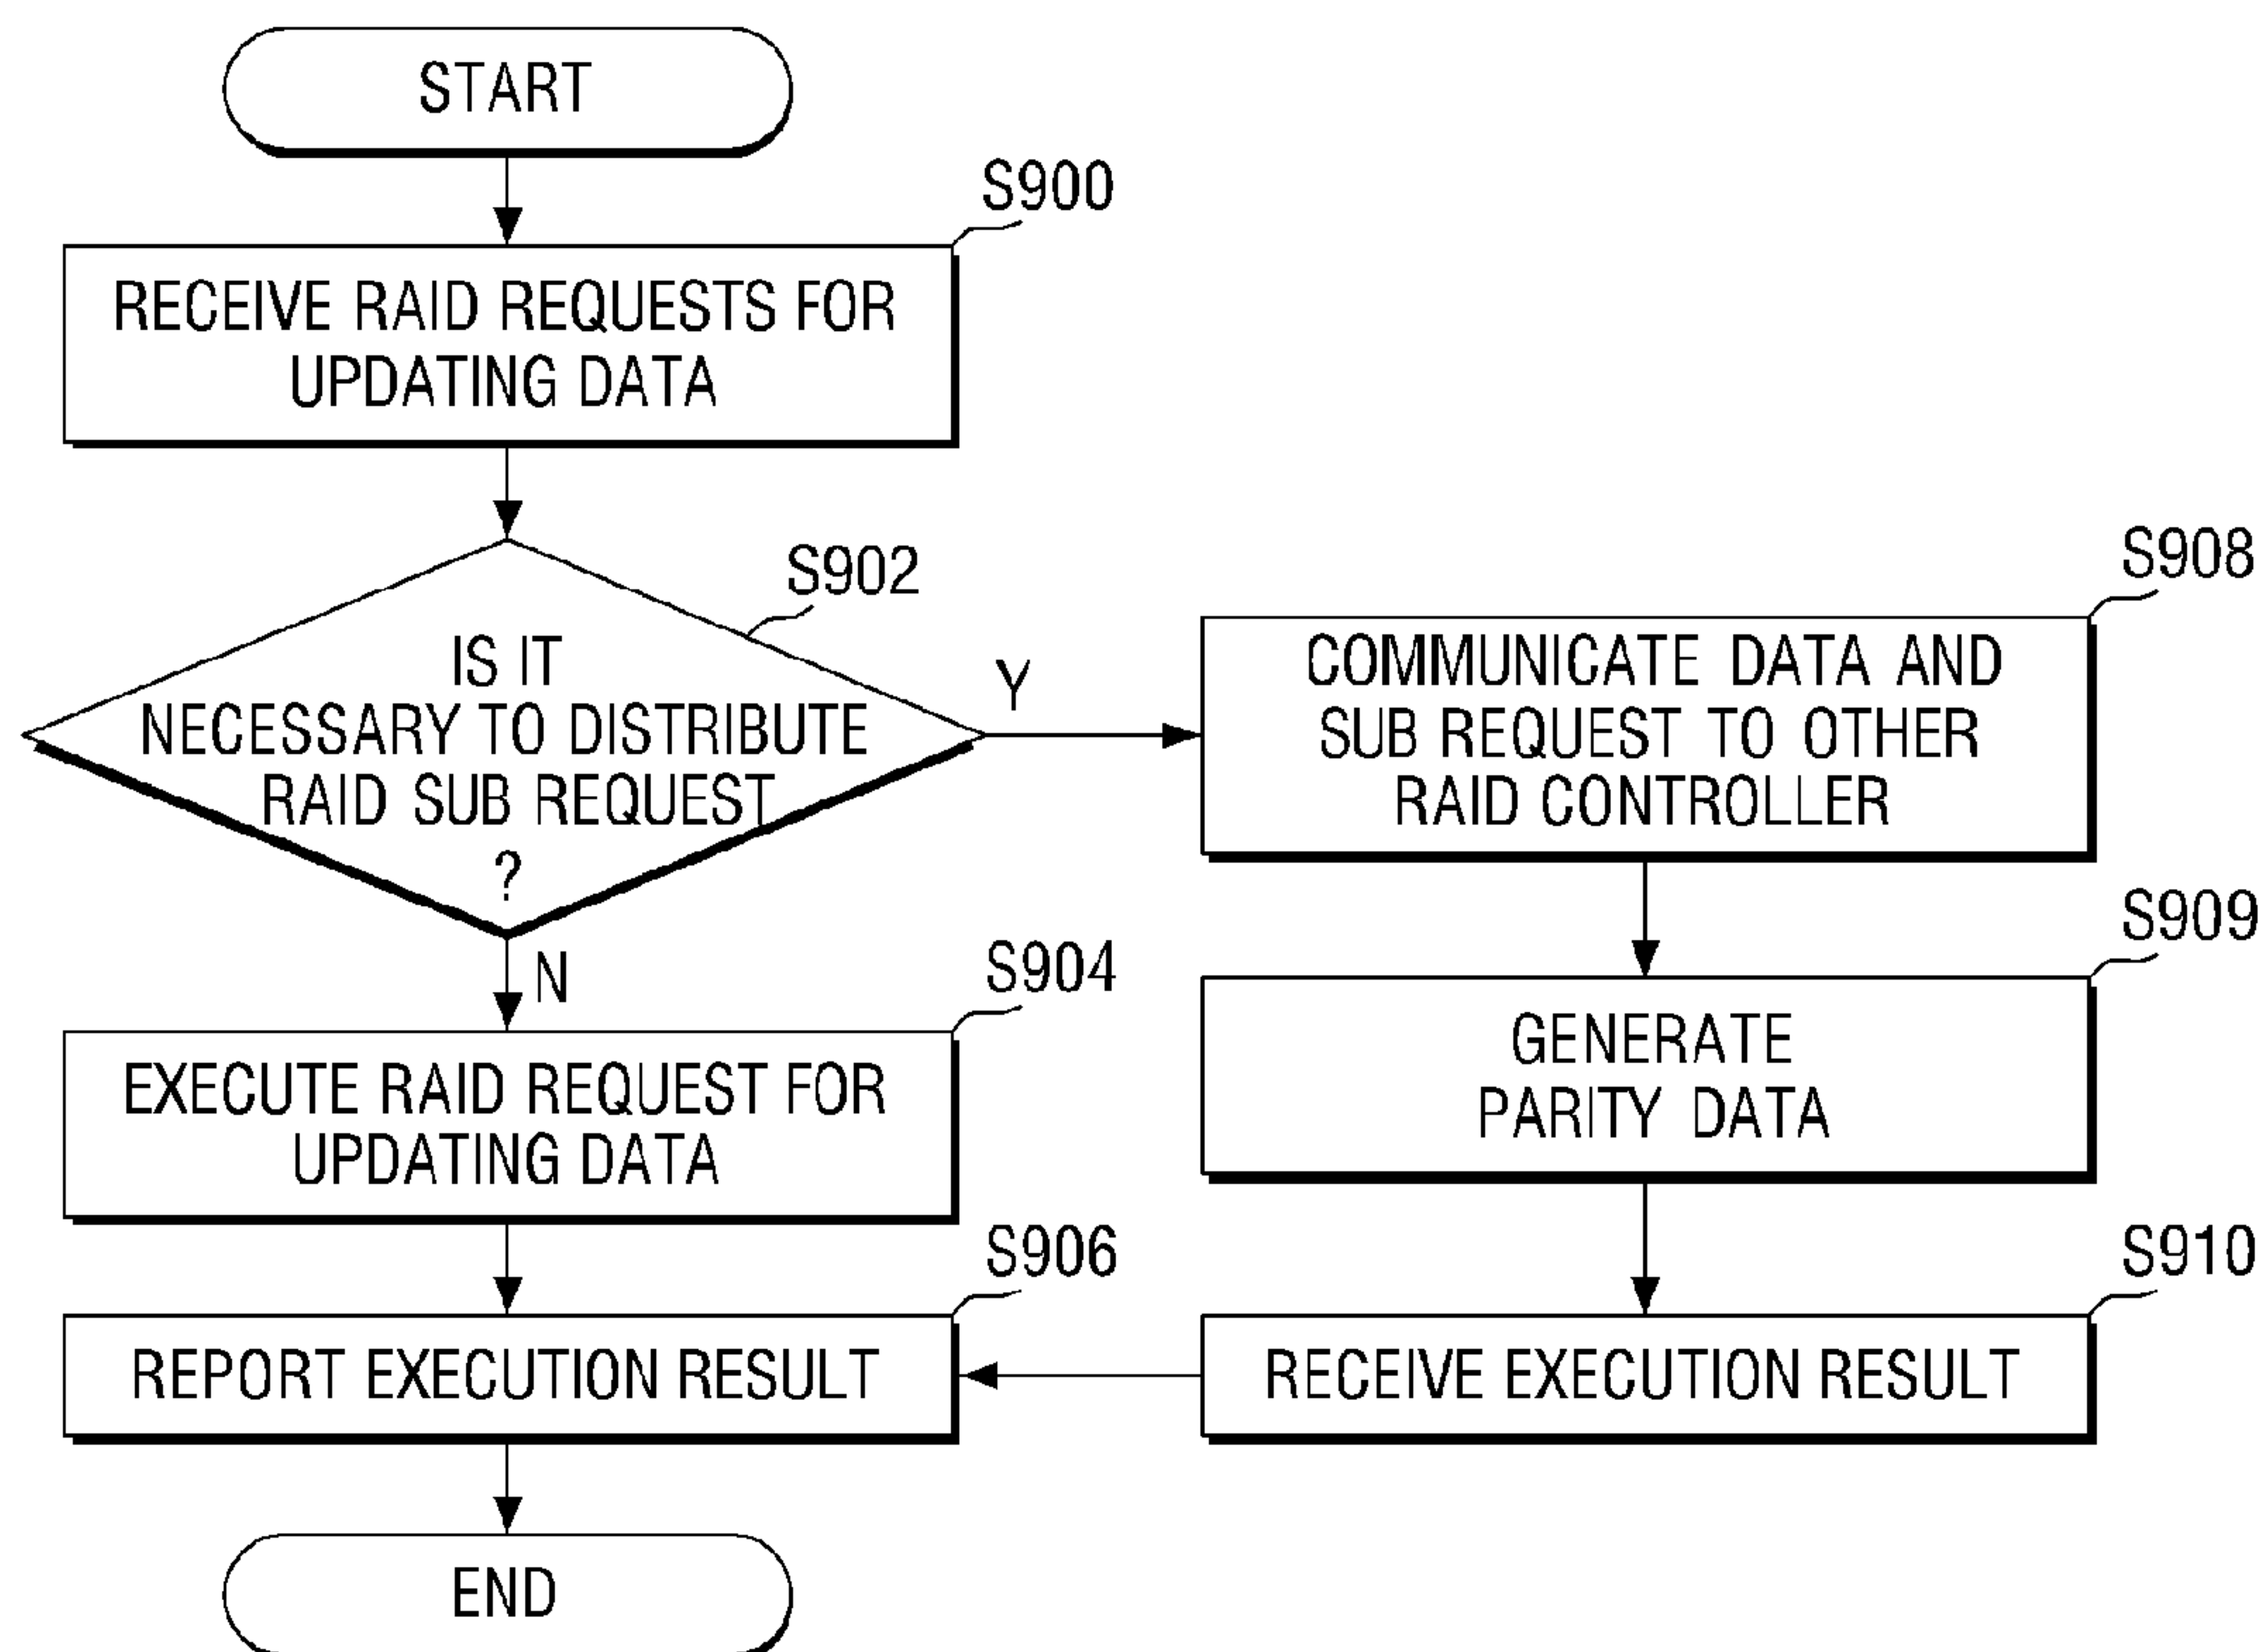 START
S900
RECEIVE RAID REQUESTS FOR
UPDATING DATA
S902
IS IT
NECESSARY TO DISTRIBUTE
RAID SUB REQUEST
?
Y
N
S908
COMMUNICATE DATA AND
SUB REQUEST TO OTHER
RAID CONTROLLER
S909
GENERATE
PARITY DATA
S904
EXECUTE RAID REQUEST FOR
UPDATING DATA
S910
RECEIVE EXECUTION RESULT
S906
REPORT EXECUTION RESULT
END